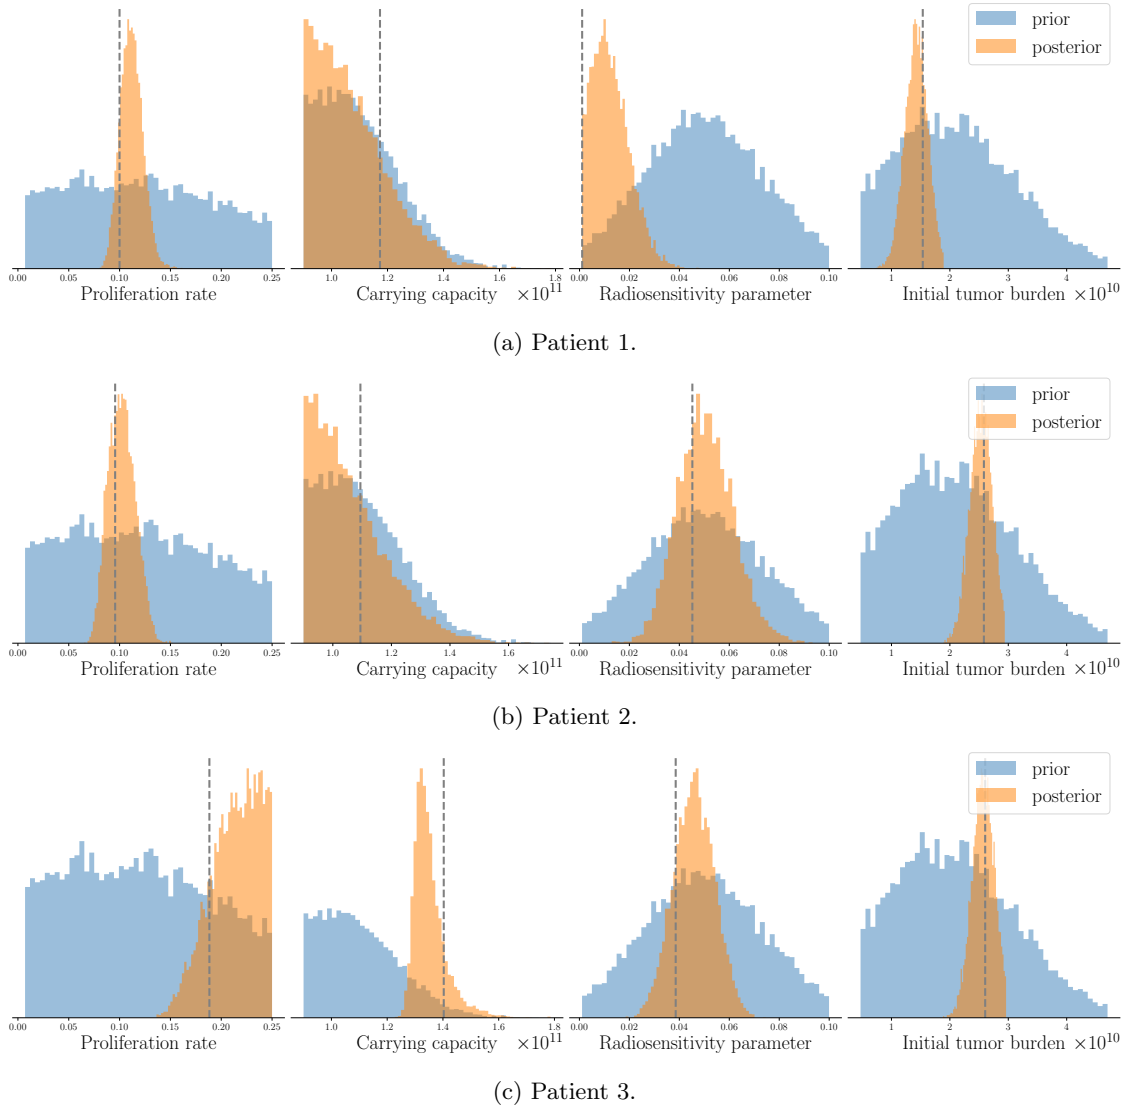 prior
posterior
0.00 0.05 0.10 0.15 0.20 0.25
1.0 1.2 1.4 1.6 1.8
0.00 0.02 0.04 0.06 0.08 0.10
1 2 3 4
Proliferation rate
Carrying capacity ×10^11
Radiosensitivity parameter
Initial tumor burden ×10^10
(a) Patient 1.
prior
posterior
0.00 0.05 0.10 0.15 0.20 0.25
1.0 1.2 1.4 1.6 1.8
0.00 0.02 0.04 0.06 0.08 0.10
1 2 3 4
Proliferation rate
Carrying capacity ×10^11
Radiosensitivity parameter
Initial tumor burden ×10^10
(b) Patient 2.
prior
posterior
0.00 0.05 0.10 0.15 0.20 0.25
1.0 1.2 1.4 1.6 1.8
0.00 0.02 0.04 0.06 0.08 0.10
1 2 3 4
Proliferation rate
Carrying capacity ×10^11
Radiosensitivity parameter
Initial tumor burden ×10^10
(c) Patient 3.